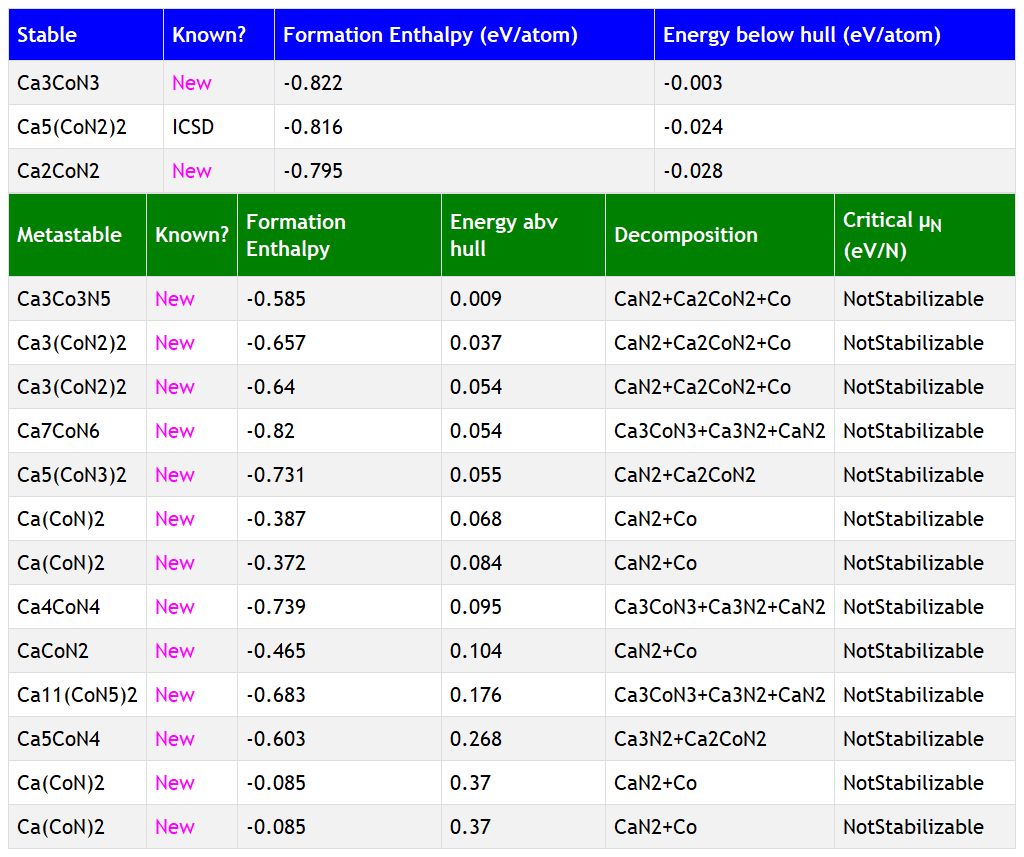 Stable Known? Formation Enthalpy (eV/atom) Energy below hull (eV/atom)
Ca3CoN3 New -0.822 -0.003
Ca5(CoN2)2 ICSD -0.816 -0.024
Ca2CoN2 New -0.795 -0.028
Metastable Known? Formation Enthalpy Energy abv hull Decomposition Critical μN (eV/N)
Ca3Co3N5 New -0.585 0.009 CaN2+Ca2CoN2+Co NotStabilizable
Ca3(CoN2)2 New -0.657 0.037 CaN2+Ca2CoN2+Co NotStabilizable
Ca3(CoN2)2 New -0.64 0.054 CaN2+Ca2CoN2+Co NotStabilizable
Ca7CoN6 New -0.82 0.054 Ca3CoN3+Ca3N2+CaN2 NotStabilizable
Ca5(CoN3)2 New -0.731 0.055 CaN2+Ca2CoN2 NotStabilizable
Ca(CoN)2 New -0.387 0.068 CaN2+Co NotStabilizable
Ca(CoN)2 New -0.372 0.084 CaN2+Co NotStabilizable
Ca4CoN4 New -0.739 0.095 Ca3CoN3+Ca3N2+CaN2 NotStabilizable
CaCoN2 New -0.465 0.104 CaN2+Co NotStabilizable
Ca11(CoN5)2 New -0.683 0.176 Ca3CoN3+Ca3N2+CaN2 NotStabilizable
Ca5CoN4 New -0.603 0.268 Ca3N2+Ca2CoN2 NotStabilizable
Ca(CoN)2 New -0.085 0.37 CaN2+Co NotStabilizable
Ca(CoN)2 New -0.085 0.37 CaN2+Co NotStabilizable